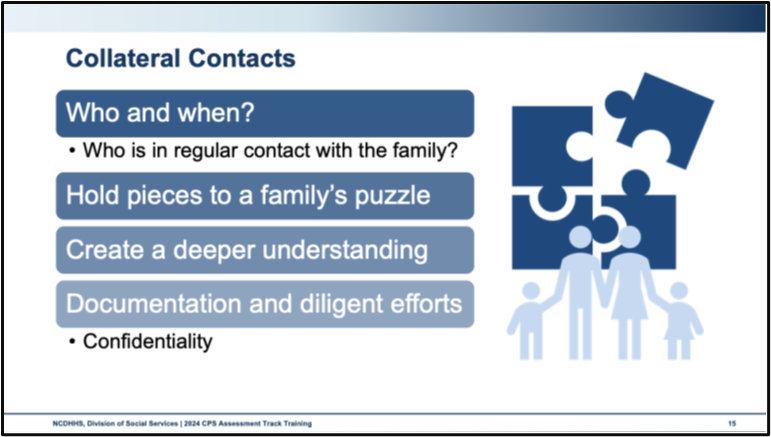 Collateral Contacts
Who and when?
• Who is in regular contact with the family?
Hold pieces to a family's puzzle
Create a deeper understanding
Documentation and diligent efforts
• Confidentiality
NCDHHS, Division of Social Services | 2024 CPS Assessment Track Training
15